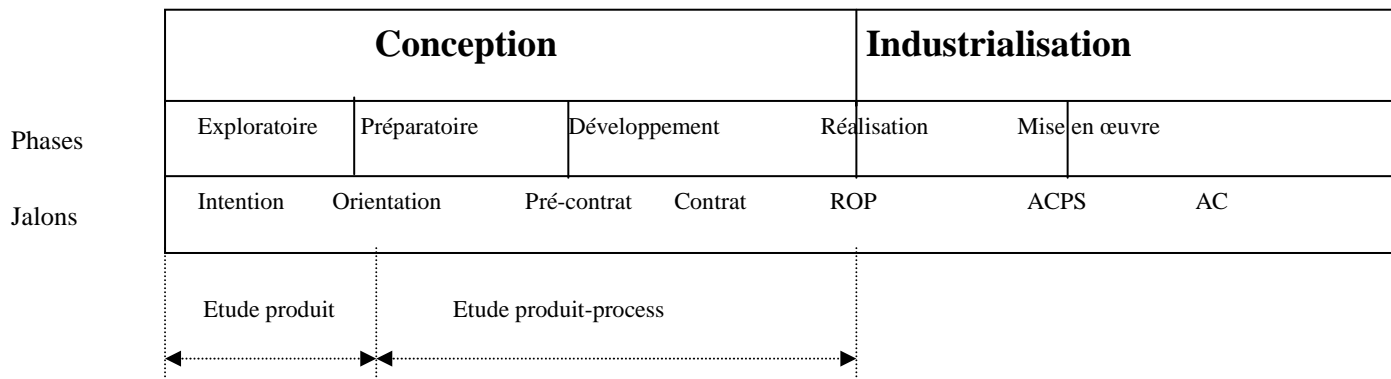 Conception Industrialisation
Phases Exploratoire Préparatoire Développement Réalisation Mise en œuvre
Jalons Intention Orientation Pré-contrat Contrat ROP ACPS AC
Etude produit Etude produit-process